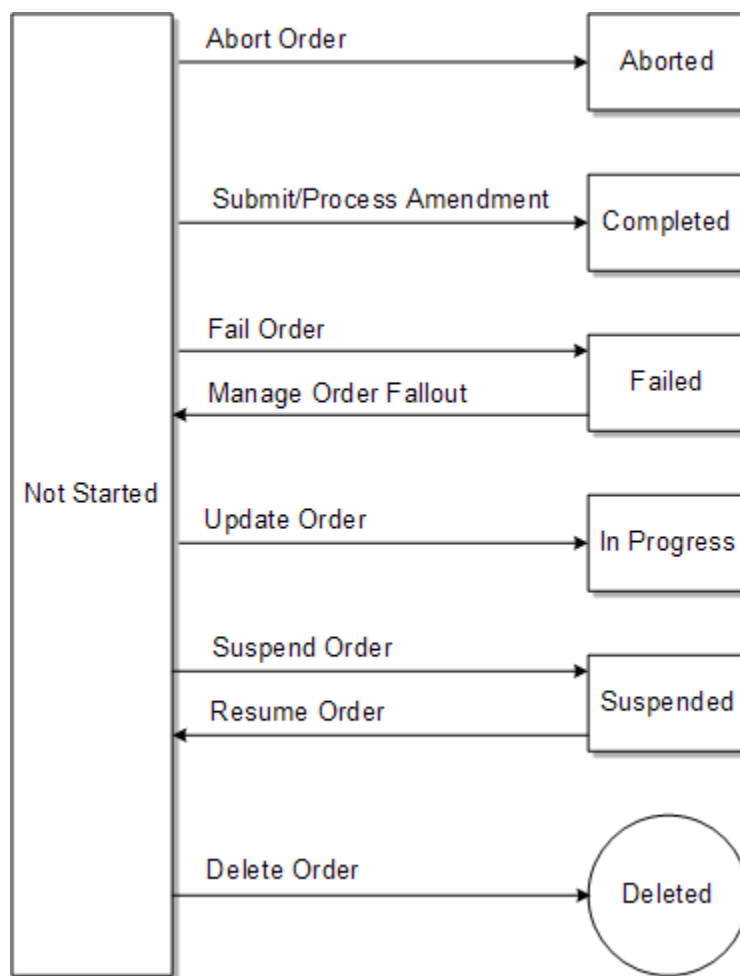 Abort Order
Aborted
Submit/Process Amendment
Completed
Fail Order
Manage Order Fallout
Failed
Not Started
Update Order
In Progress
Suspend Order
Resume Order
Suspended
Delete Order
Deleted